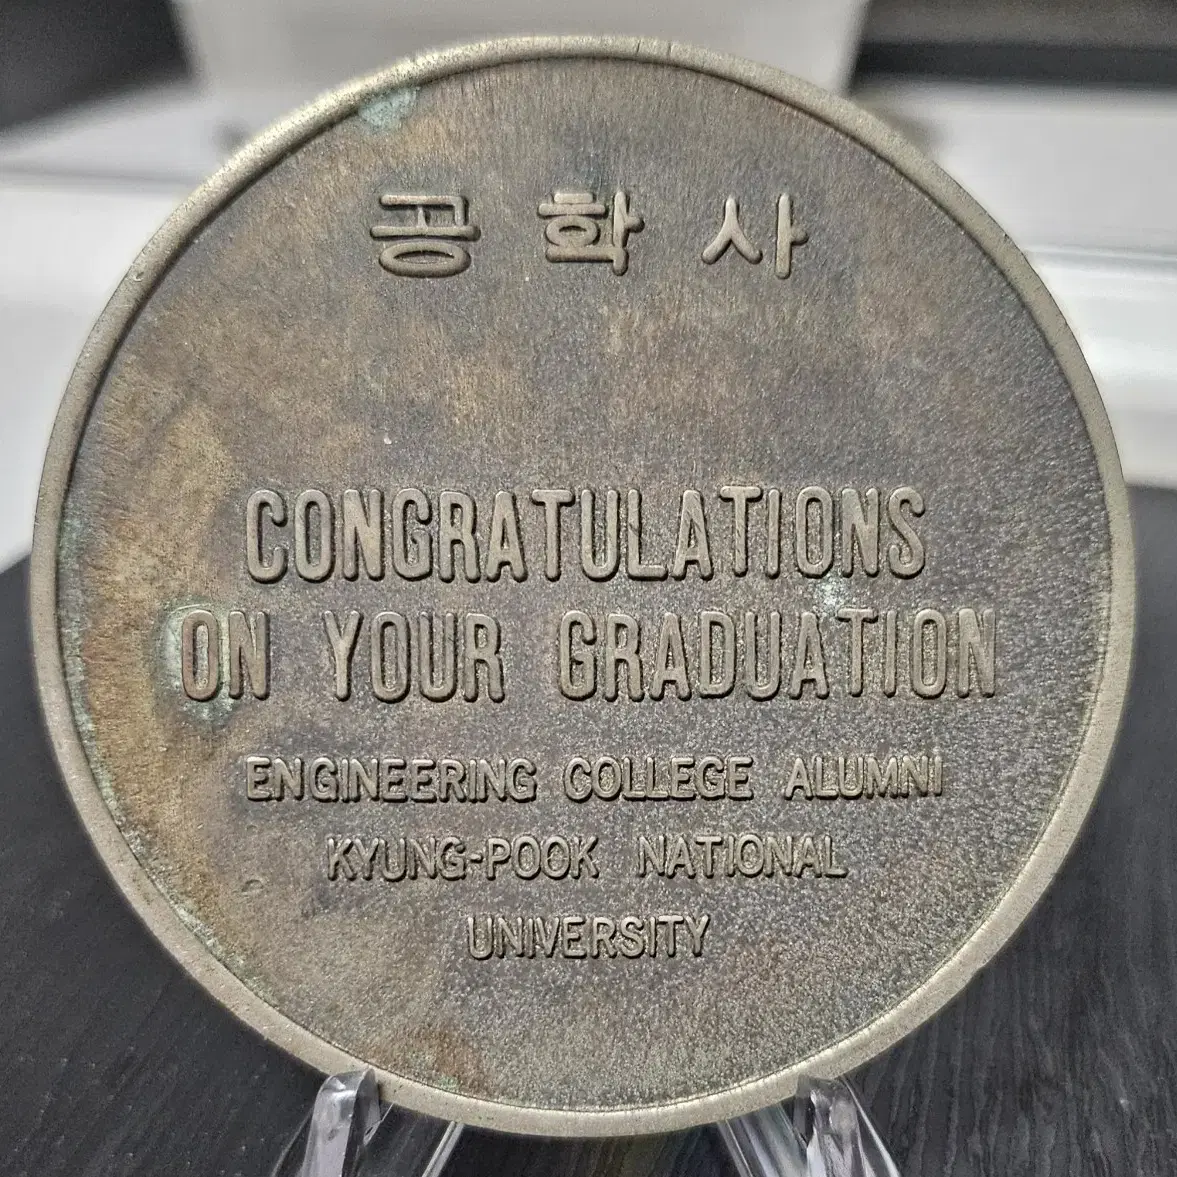 공 학 사
CONGRATULATIONS
ON YOUR GRADUATION
ENGINEERING COLLEGE ALUMNI
KYUNG-POOK NATIONAL
UNIVERSITY